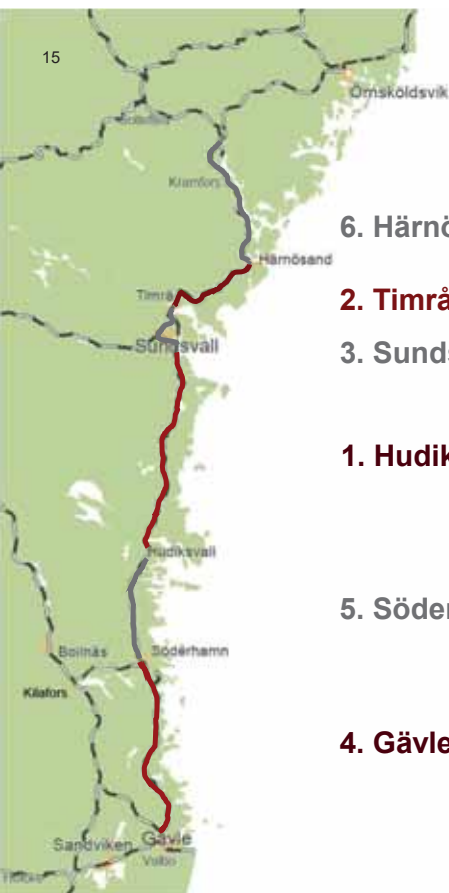 15
Örnsköldsvik
Kramfors
6. Härnö
Härnösand
2. Timrå
Timrå
3. Sunds
Sundsvall
1. Hudik
Hudiksvall
5. Söder
Bollnäs
Söderhamn
Kilafors
4. Gävle
Sandviken
Gävle
Valbo